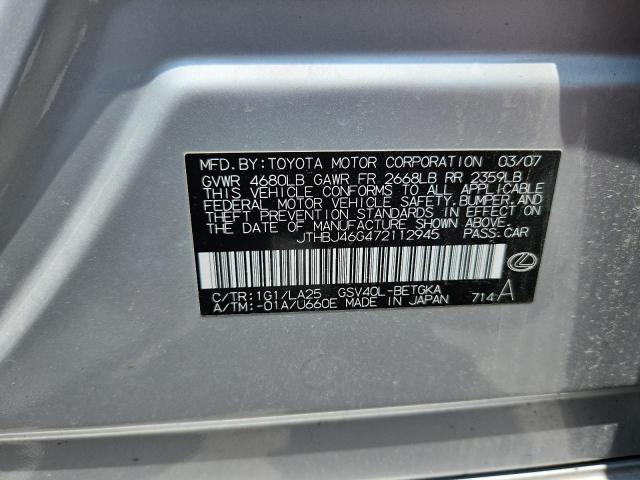 MFD. BY: TOYOTA MOTOR CORPORATION 03/07
GVWR 4680LB GAWR FR 2668LB RR 2359LB
THIS VEHICLE CONFORMS TO ALL APPLICABLE
FEDERAL MOTOR VEHICLE SAFETY, BUMPER, AND
THEFT PREVENTION STANDARDS IN EFFECT ON
THE DATE OF MANUFACTURE SHOWN ABOVE.
JTHBJ46G472112945 PASS. CAR
C/TR: 1G1/LA25 GSV40L-BETGKA
A/TM: -01A/U660E MADE IN JAPAN 714 A